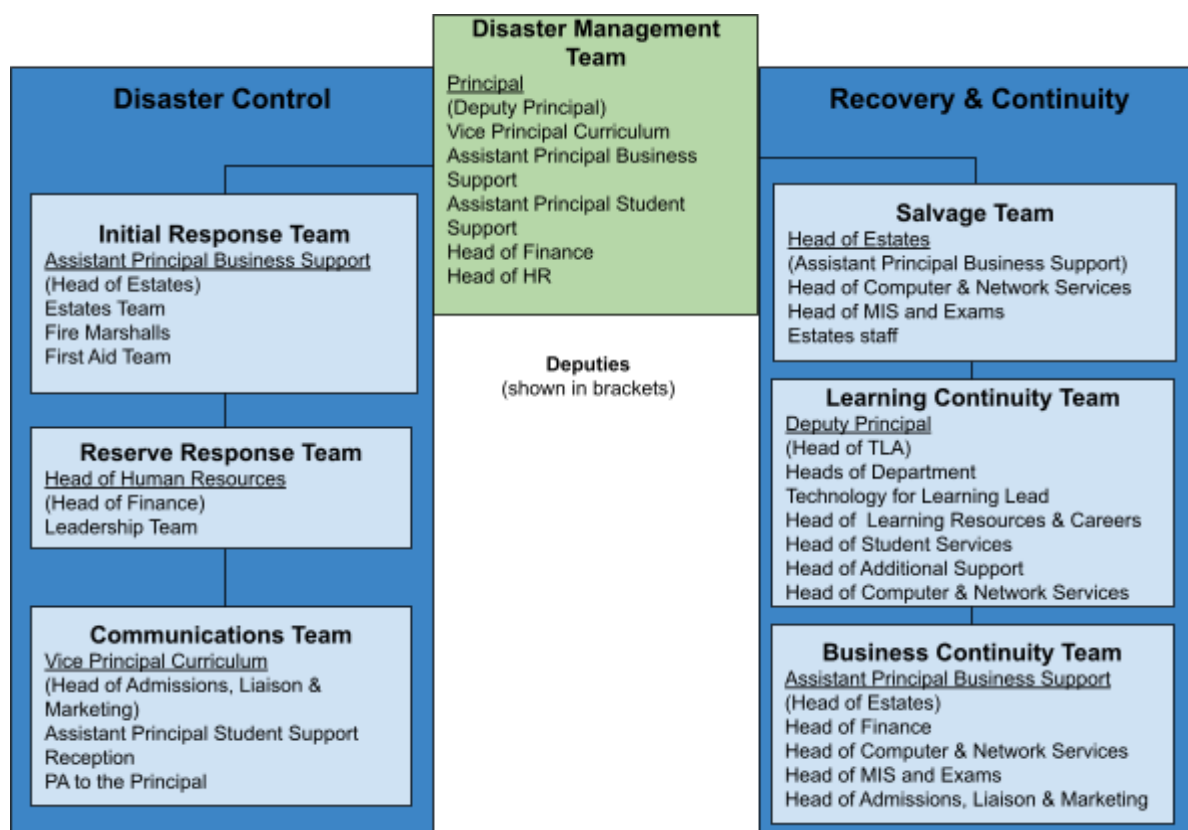 Disaster Management
Team
Principal
(Deputy Principal)
Vice Principal Curriculum
Assistant Principal Business
Support
Assistant Principal Student
Support
Head of Finance
Head of HR
Disaster Control
Initial Response Team
Assistant Principal Business Support
(Head of Estates)
Estates Team
Fire Marshalls
First Aid Team
Reserve Response Team
Head of Human Resources
(Head of Finance)
Leadership Team
Communications Team
Vice Principal Curriculum
(Head of Admissions, Liaison &
Marketing)
Assistant Principal Student Support
Reception
PA to the Principal
Deputies
(shown in brackets)
Recovery & Continuity
Salvage Team
Head of Estates
(Assistant Principal Business Support)
Head of Computer & Network Services
Head of MIS and Exams
Estates staff
Learning Continuity Team
Deputy Principal
(Head of TLA)
Heads of Department
Technology for Learning Lead
Head of  Learning Resources & Careers
Head of Student Services
Head of Additional Support
Head of Computer & Network Services
Business Continuity Team
Assistant Principal Business Support
(Head of Estates)
Head of Finance
Head of Computer & Network Services
Head of MIS and Exams
Head of Admissions, Liaison & Marketing